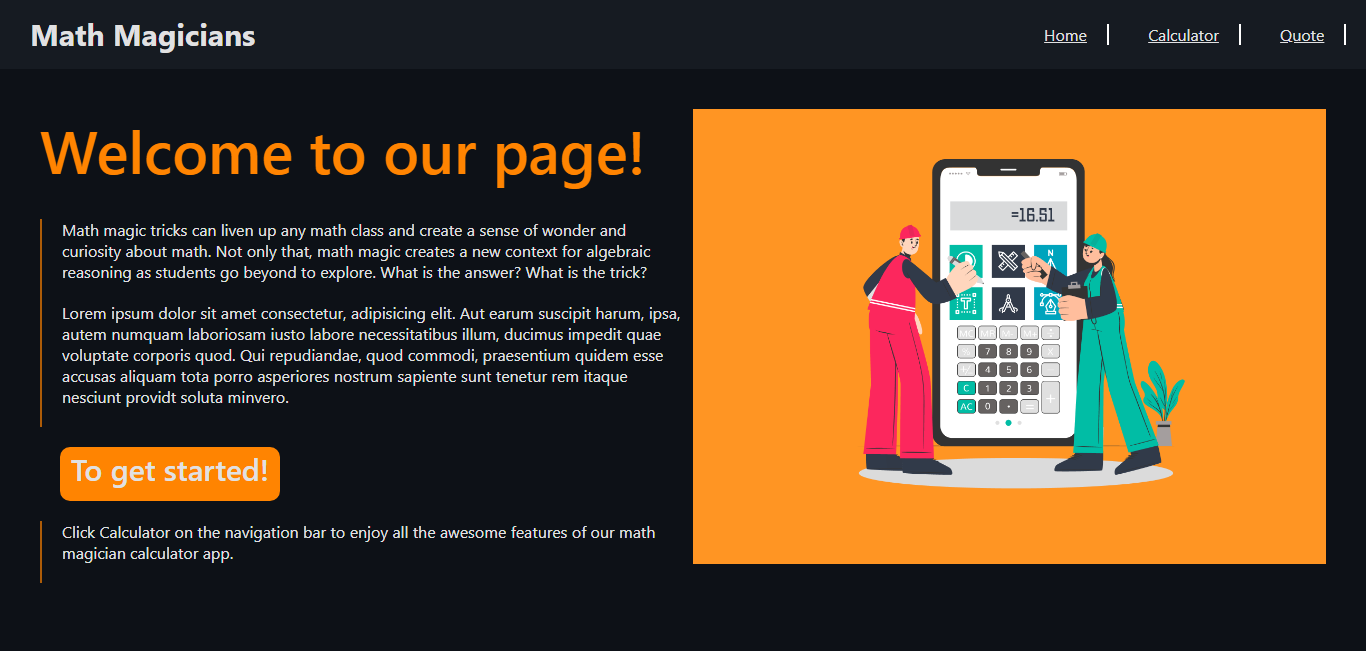 Math Magicians
Home
Calculator
Quote
Welcome to our page!
Math magic tricks can liven up any math class and create a sense of wonder and
curiosity about math. Not only that, math magic creates a new context for algebraic
reasoning as students go beyond to explore. What is the answer? What is the trick?
Lorem ipsum dolor sit amet consectetur, adipisicing elit. Aut earum suscipit harum, ipsa,
autem numquam laboriosam iusto labore necessitatibus illum, ducimus impedit quae
voluptate corporis quod. Qui repudiandae, quod commodi, praesentium quidem esse
accusas aliquam tota porro asperiores nostrum sapiente sunt tenetur rem itaque
nesciunt providt soluta minvero.
To get started!
Click Calculator on the navigation bar to enjoy all the awesome features of our math
magician calculator app.
=16.51
N
T
MC MR M- M+ ÷
7 8 9
4 5 6
C 1 2 3 +
AC 0 • =